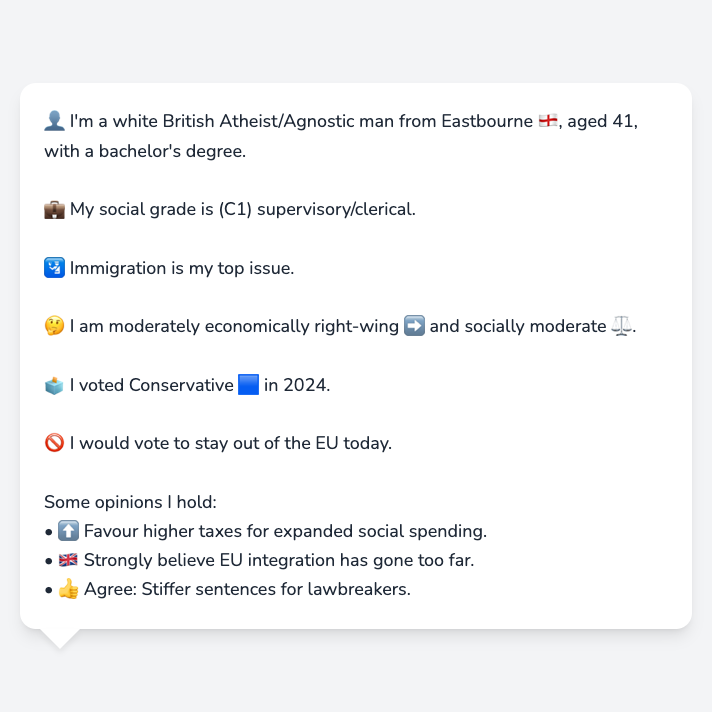 👤 I'm a white British Atheist/Agnostic man from Eastbourne 🏴󠁧󠁢󠁥󠁮󠁧󠁿, aged 41,
with a bachelor's degree.
💼 My social grade is (C1) supervisory/clerical.
🛂 Immigration is my top issue.
🤔 I am moderately economically right-wing ➡️ and socially moderate ⚖️.
🗳️ I voted Conservative 🟦 in 2024.
🚫 I would vote to stay out of the EU today.
Some opinions I hold:
• ⬆️ Favour higher taxes for expanded social spending.
• 🇬🇧 Strongly believe EU integration has gone too far.
• 👍 Agree: Stiffer sentences for lawbreakers.